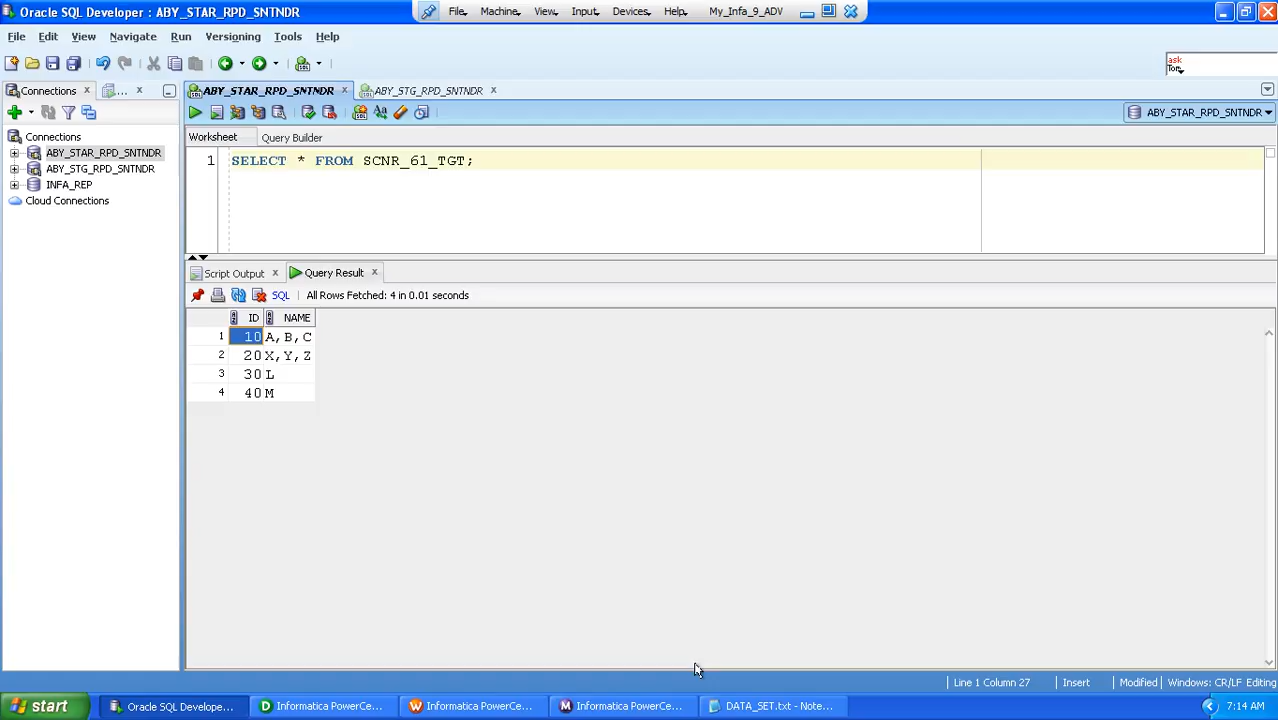 Oracle SQL Developer : ABY_STAR_RPD_SNTNDR
File Machine View Input Devices Help My_Infa_9_ADV
File Edit View Navigate Run Versioning Tools Help
ask
Tom
Connections
...
ABY_STAR_RPD_SNTNDR
ABY_STG_RPD_SNTNDR
ABY_STAR_RPD_SNTNDR
Connections
ABY_STAR_RPD_SNTNDR
ABY_STG_RPD_SNTNDR
INFA_REP
Cloud Connections
Worksheet Query Builder
1 SELECT * FROM SCNR_61_TGT;
Script Output Query Result
SQL All Rows Fetched: 4 in 0.01 seconds
ID NAME
1 10 A,B,C
2 20 X,Y,Z
3 30 L
4 40 M
Line 1 Column 27 Insert Modified Windows: CR/LF Editing
start Oracle SQL Develope... Informatica PowerCe... Informatica PowerCe... Informatica PowerCe... DATA_SET.txt - Note... 7:14 AM